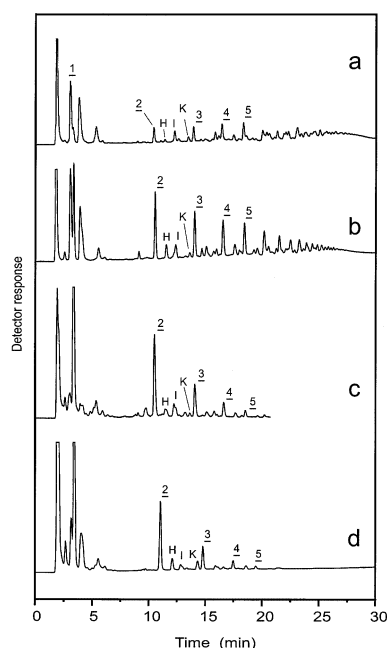 a
1 2 H I K 3 4 5
b
2 H I K 3 4 5
c
2 H I K 3 4 5
d
2 H I K 3 4 5
Detector response
0 5 10 15 20 25 30
Time (min)